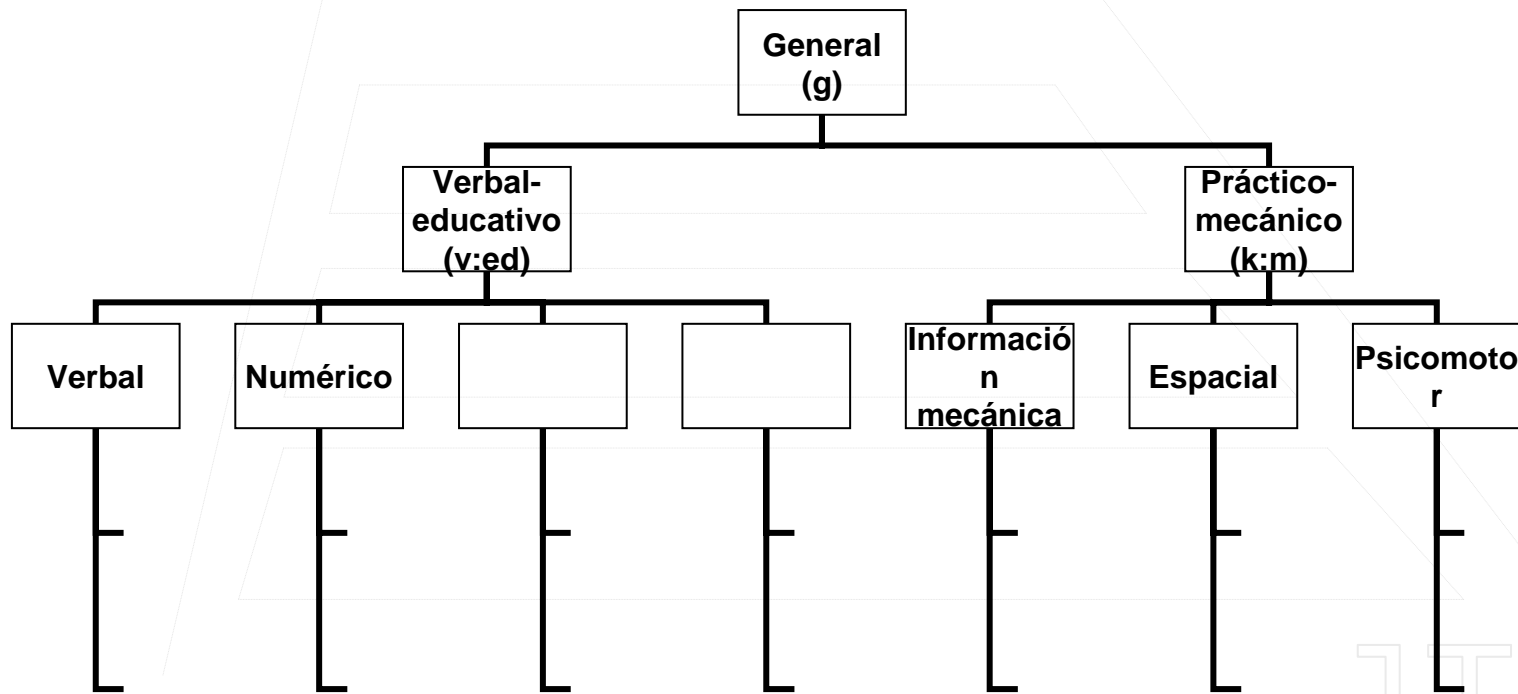 General
(g)
Verbal-
educativo
(v:ed)
Práctico-
mecánico
(k:m)
Verbal
Numérico
Informació
n
mecánica
Espacial
Psicomoto
r